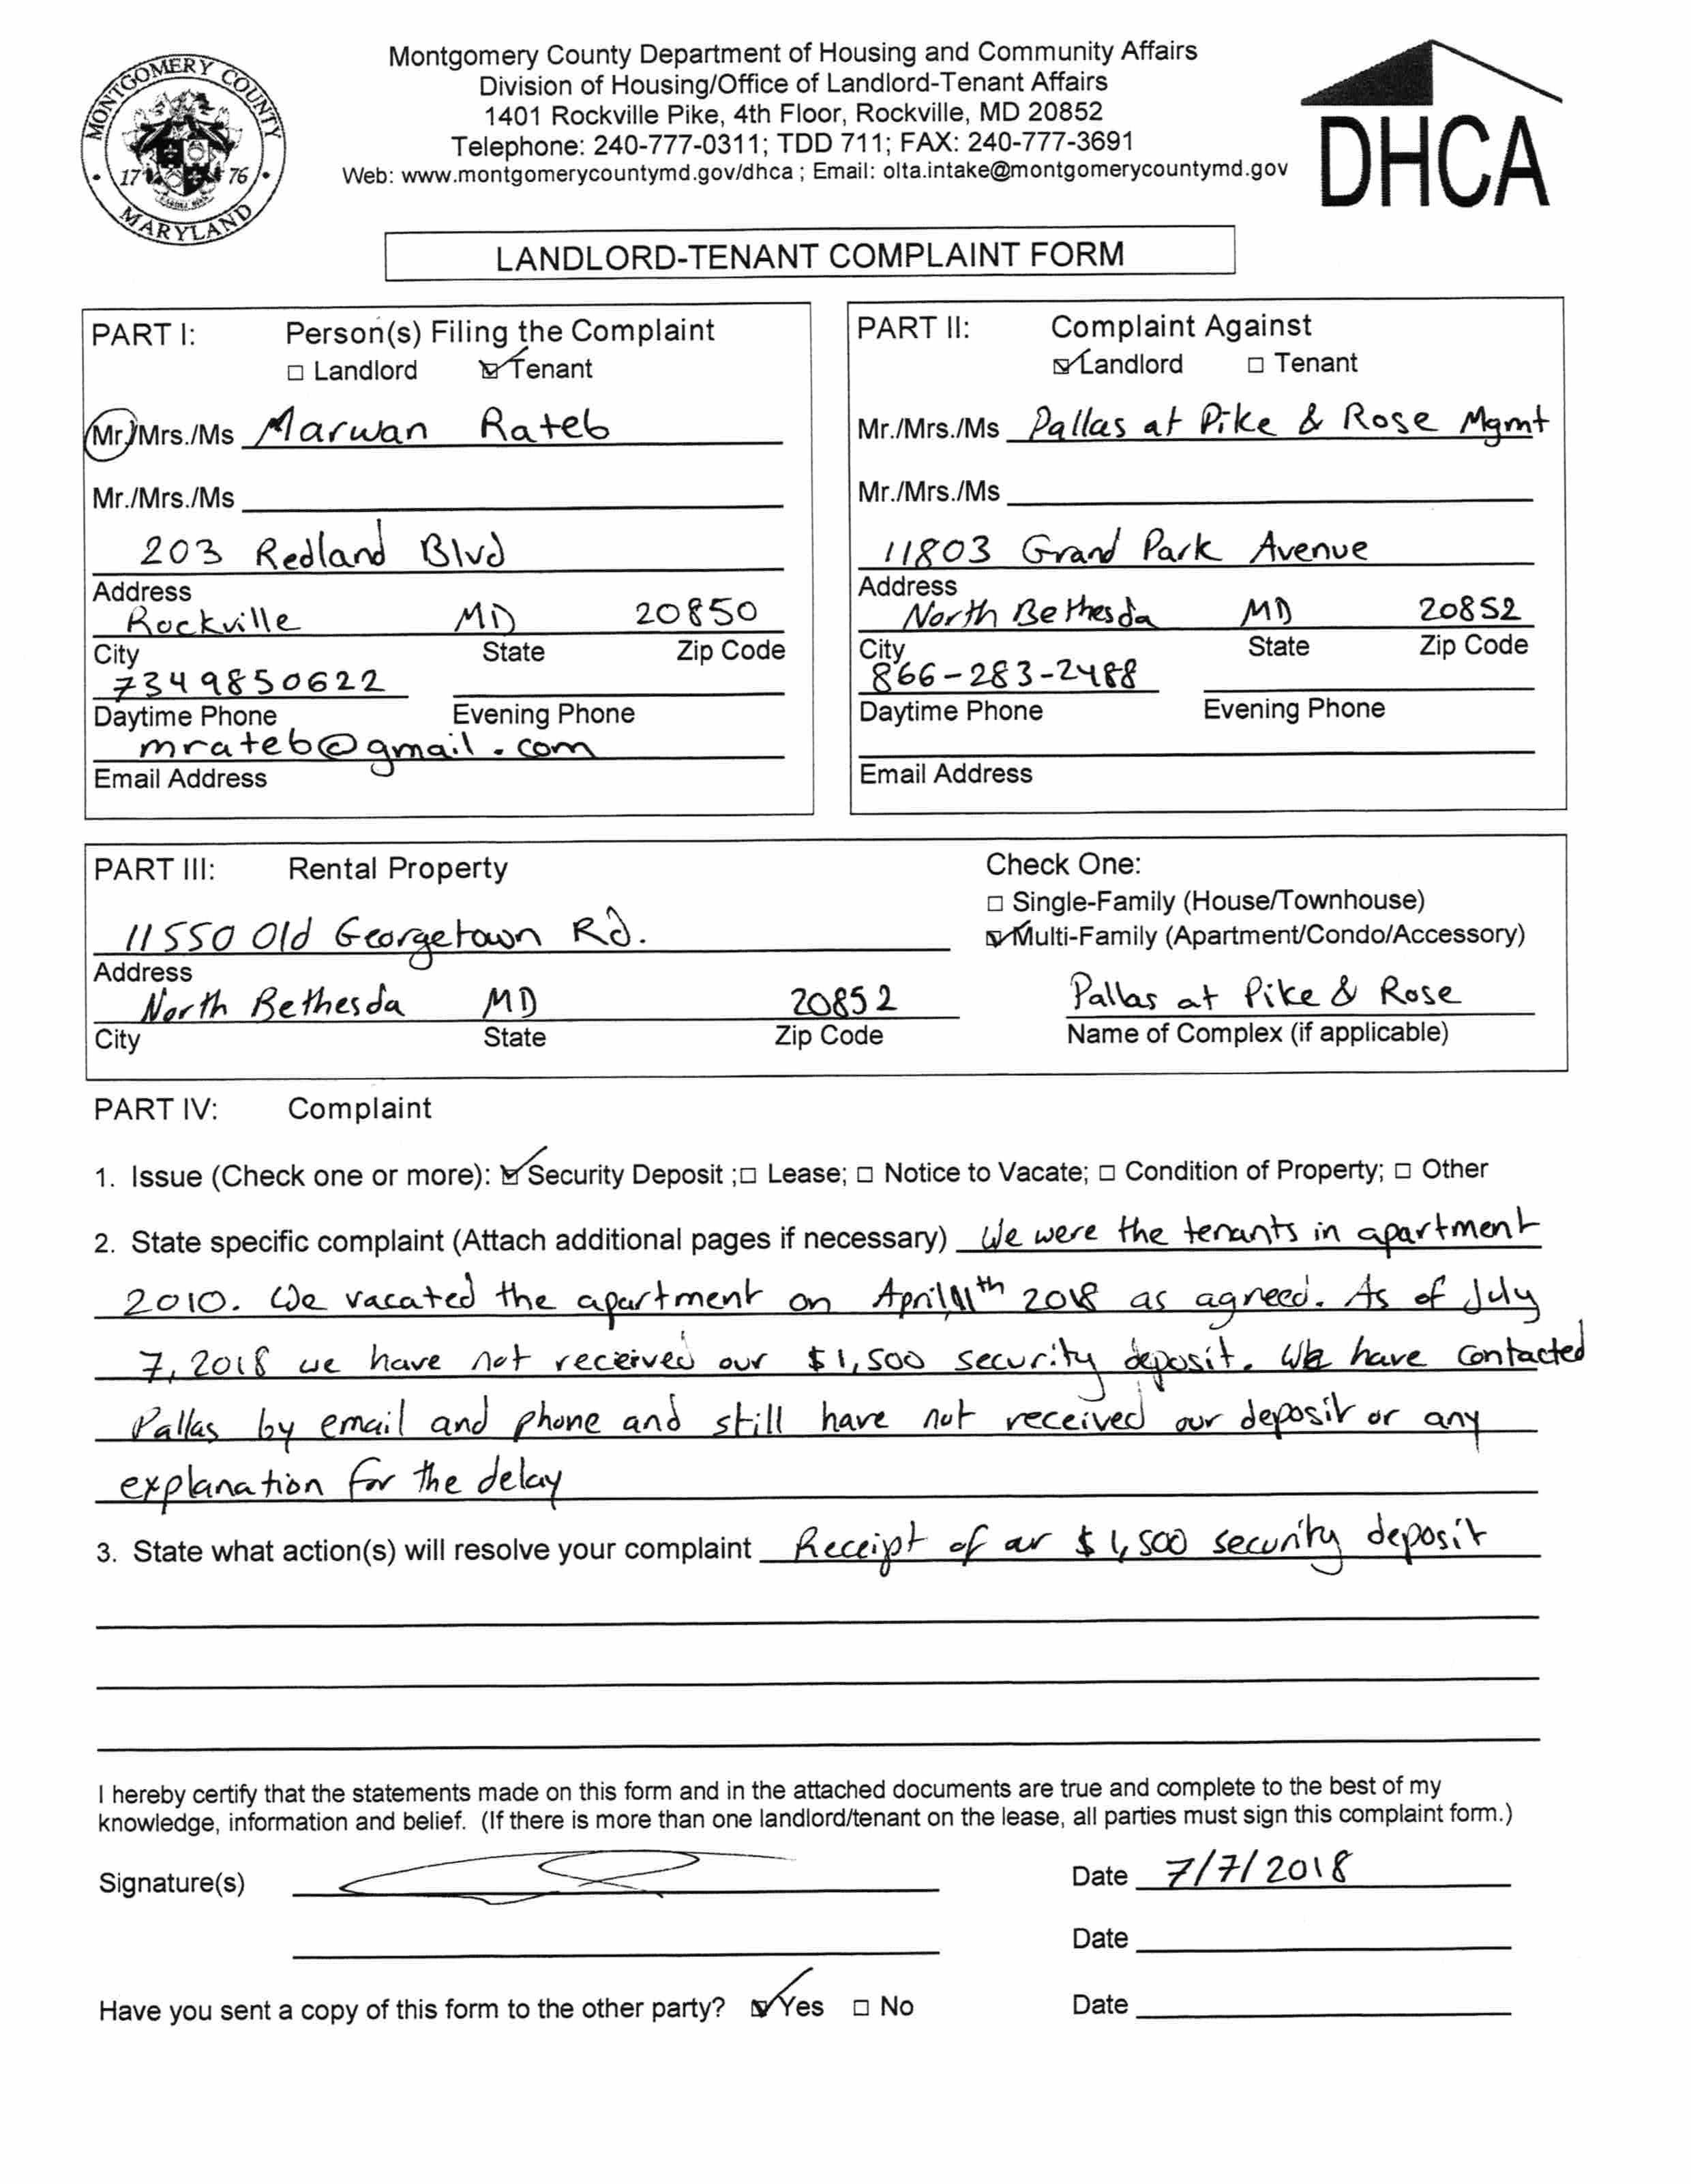 Montgomery County Department of Housing and Community Affairs
Division of Housing/Office of Landlord-Tenant Affairs
1401 Rockville Pike, 4th Floor, Rockville, MD 20852
Telephone: 240-777-0311; TDD 711; FAX: 240-777-3691
Web: www.montgomerycountymd.gov/dhca ; Email: olta.intake@montgomerycountymd.gov
MONTGOMERY COUNTY
17 76
MARYLAND
DHCA
LANDLORD-TENANT COMPLAINT FORM
PART I: Person(s) Filing the Complaint
□ Landlord ☑ Tenant
Mr./Mrs./Ms Marwan Rateb
Mr./Mrs./Ms
203 Redland Blvd
Address
Rockville MD 20850
City State Zip Code
7349850622
Daytime Phone Evening Phone
mrateb@gmail.com
Email Address
PART II: Complaint Against
☑ Landlord □ Tenant
Mr./Mrs./Ms Pallas at Pike & Rose Mgmt
Mr./Mrs./Ms
11803 Grand Park Avenue
Address
North Bethesda MD 20852
City State Zip Code
866-283-2488
Daytime Phone Evening Phone
Email Address
PART III: Rental Property
11550 Old Georgetown Rd.
Address
North Bethesda MD 20852
City State Zip Code
Check One:
□ Single-Family (House/Townhouse)
☑ Multi-Family (Apartment/Condo/Accessory)
Pallas at Pike & Rose
Name of Complex (if applicable)
PART IV: Complaint
1. Issue (Check one or more): ☑ Security Deposit ;□ Lease; □ Notice to Vacate; □ Condition of Property; □ Other
2. State specific complaint (Attach additional pages if necessary) We were the tenants in apartment
2010. We vacated the apartment on April 11th 2018 as agreed. As of July
7, 2018 we have not received our $1,500 security deposit. We have contacted
Pallas by email and phone and still have not received our deposit or any
explanation for the delay
3. State what action(s) will resolve your complaint Receipt of our $1,500 security deposit
I hereby certify that the statements made on this form and in the attached documents are true and complete to the best of my
knowledge, information and belief. (If there is more than one landlord/tenant on the lease, all parties must sign this complaint form.)
Signature(s) Date 7/7/2018
Date
Have you sent a copy of this form to the other party? ☑ Yes □ No Date